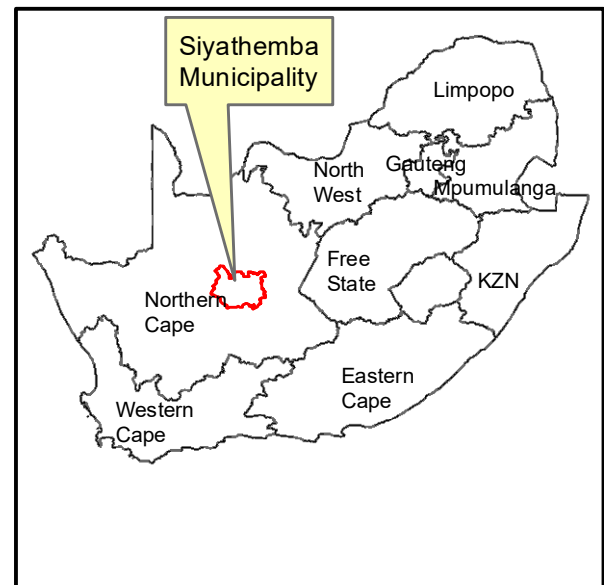 Siyathemba
Municipality
Limpopo
North
West
Gauteng
Mpumulanga
Free
State
KZN
Northern
Cape
Eastern
Cape
Western
Cape